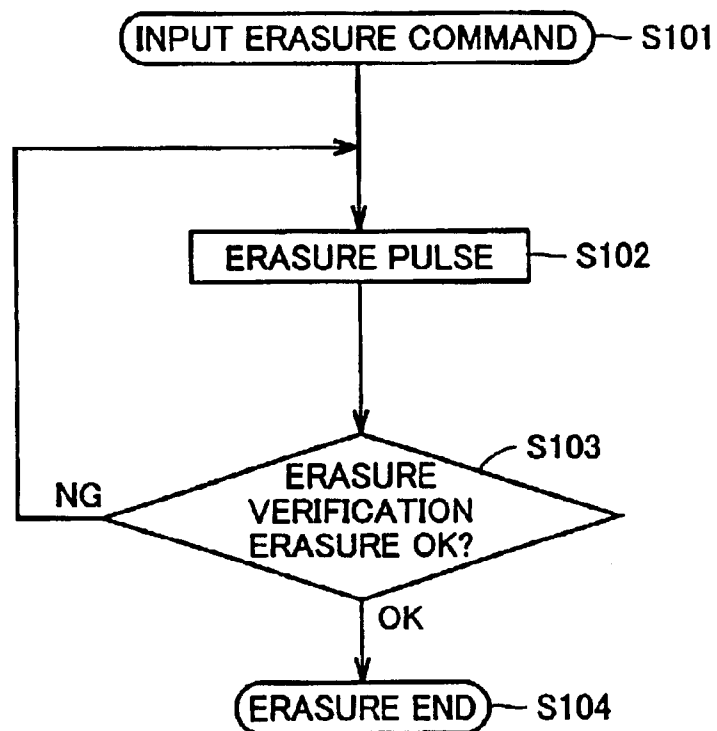 INPUT ERASURE COMMAND S101
ERASURE PULSE S102
S103
ERASURE
VERIFICATION
ERASURE OK?
NG
OK
ERASURE END S104